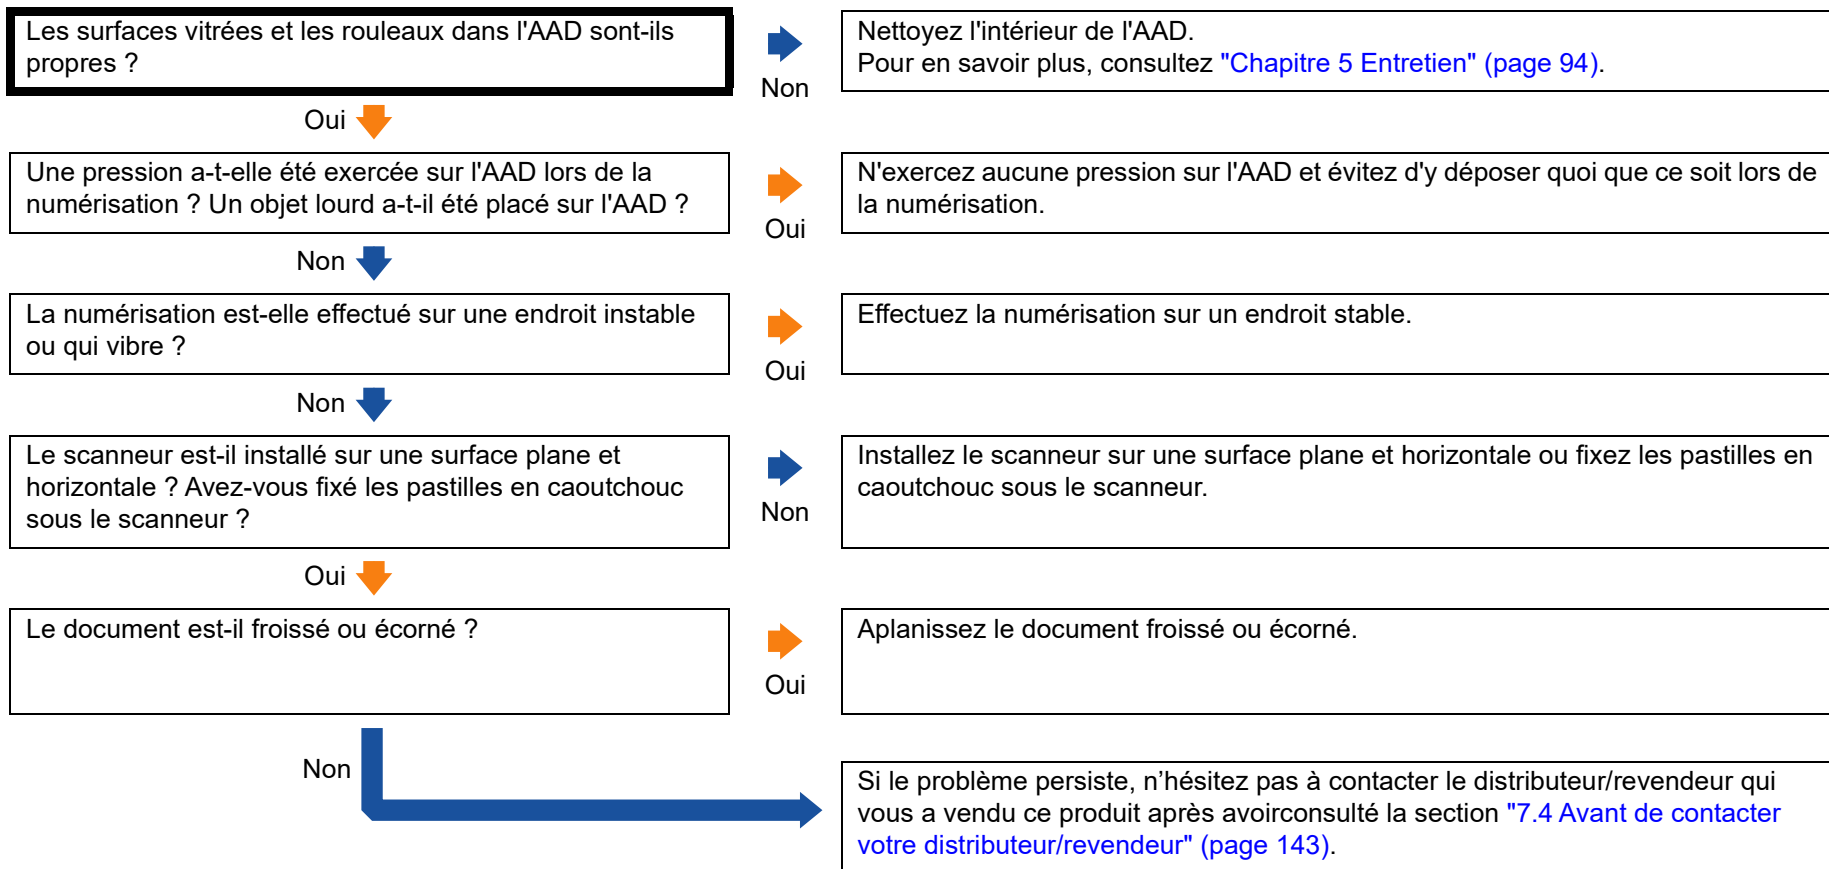 Les surfaces vitrées et les rouleaux dans l'AAD sont-ils
propres ?
Non
Nettoyez l'intérieur de l'AAD.
Pour en savoir plus, consultez "Chapitre 5 Entretien" (page 94).
Oui
Une pression a-t-elle été exercée sur l'AAD lors de la
numérisation ? Un objet lourd a-t-il été placé sur l'AAD ?
Oui
N'exercez aucune pression sur l'AAD et évitez d'y déposer quoi que ce soit lors de
la numérisation.
Non
La numérisation est-elle effectué sur une endroit instable
ou qui vibre ?
Oui
Effectuez la numérisation sur un endroit stable.
Non
Le scanneur est-il installé sur une surface plane et
horizontale ? Avez-vous fixé les pastilles en caoutchouc
sous le scanneur ?
Non
Installez le scanneur sur une surface plane et horizontale ou fixez les pastilles en
caoutchouc sous le scanneur.
Oui
Le document est-il froissé ou écorné ?
Oui
Aplanissez le document froissé ou écorné.
Non
Si le problème persiste, n’hésitez pas à contacter le distributeur/revendeur qui
vous a vendu ce produit après avoirconsulté la section "7.4 Avant de contacter
votre distributeur/revendeur" (page 143).